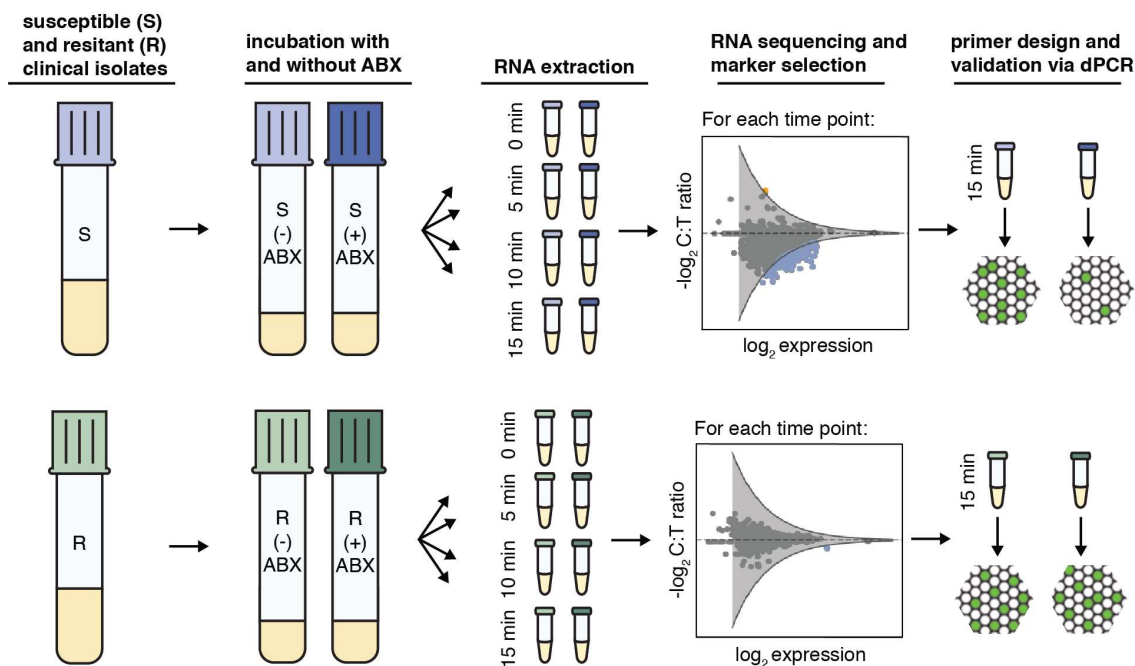 susceptible (S)
and resitant (R)
clinical isolates
incubation with
and without ABX
RNA extraction
RNA sequencing and
marker selection
primer design and
validation via dPCR
S
S
(-)
ABX
S
(+)
ABX
0 min
5 min
10 min
15 min
For each time point:
-log2 C:T ratio
log2 expression
15 min
R
R
(-)
ABX
R
(+)
ABX
0 min
5 min
10 min
15 min
For each time point:
-log2 C:T ratio
log2 expression
15 min